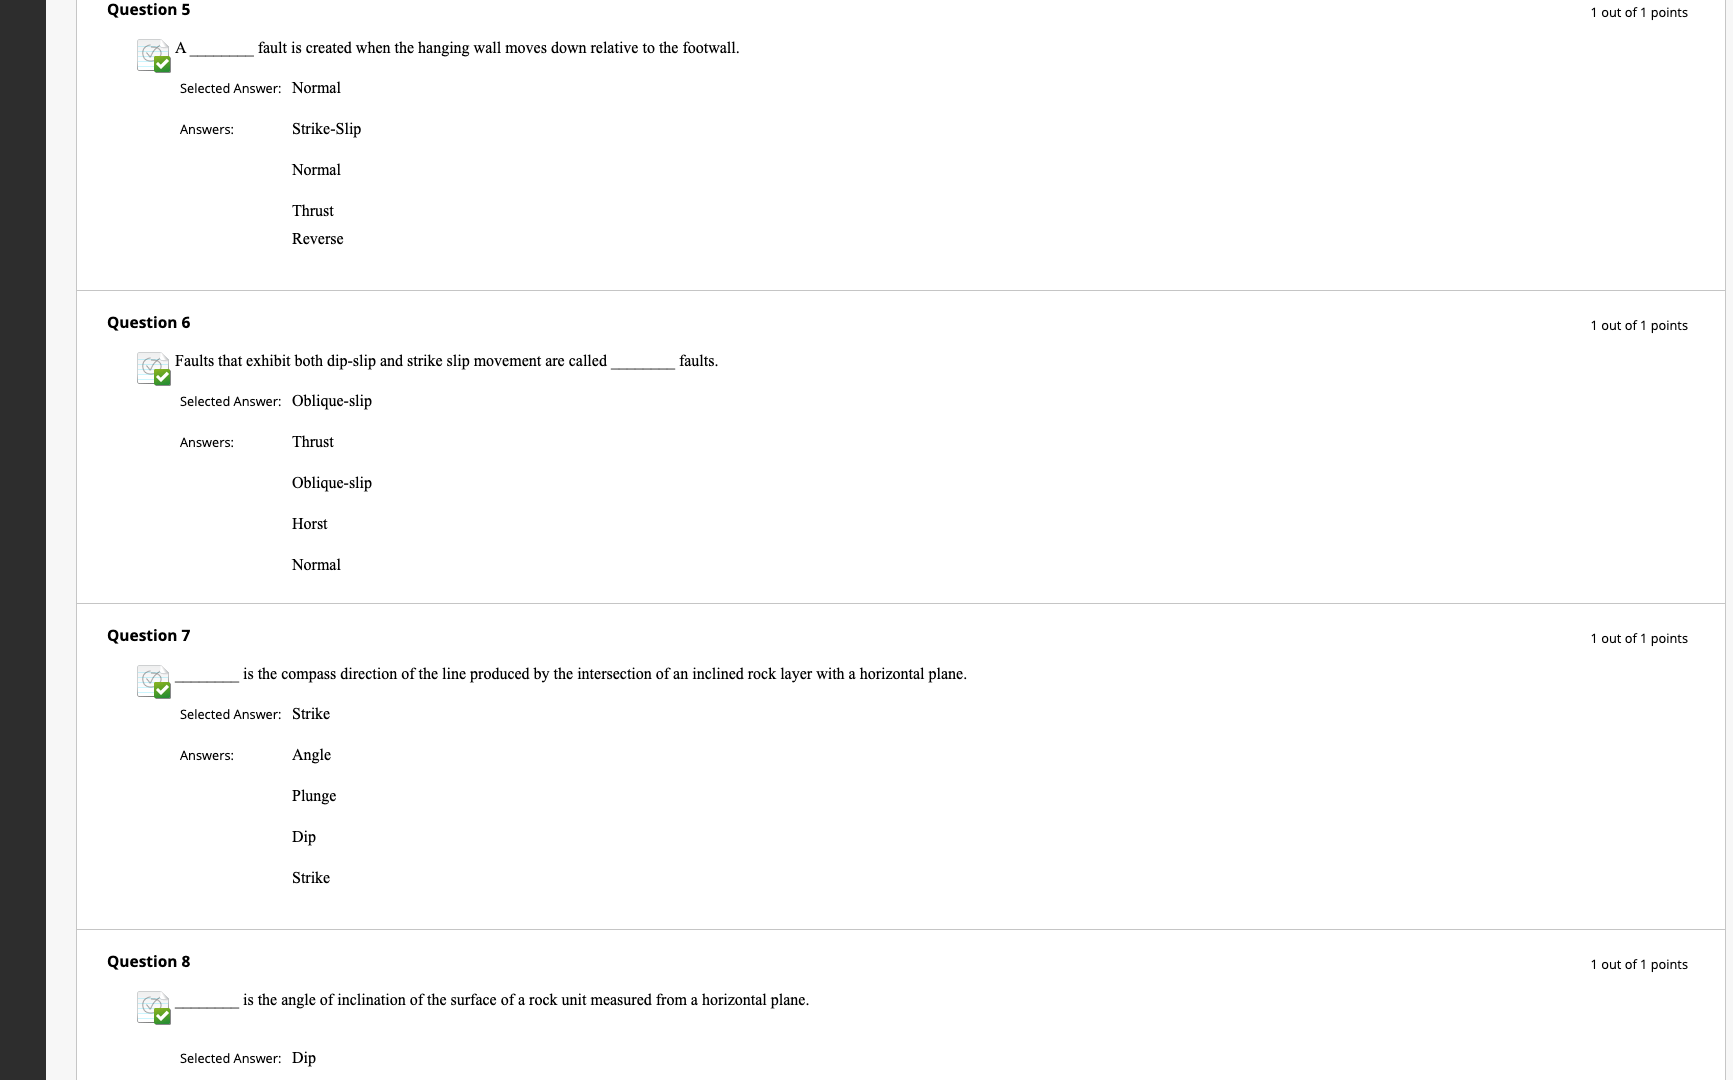 Question 5
1 out of 1 points
A ________ fault is created when the hanging wall moves down relative to the footwall.
Selected Answer: Normal
Answers: Strike-Slip
Normal
Thrust
Reverse
Question 6
1 out of 1 points
Faults that exhibit both dip-slip and strike slip movement are called ________ faults.
Selected Answer: Oblique-slip
Answers: Thrust
Oblique-slip
Horst
Normal
Question 7
1 out of 1 points
________ is the compass direction of the line produced by the intersection of an inclined rock layer with a horizontal plane.
Selected Answer: Strike
Answers: Angle
Plunge
Dip
Strike
Question 8
1 out of 1 points
________ is the angle of inclination of the surface of a rock unit measured from a horizontal plane.
Selected Answer: Dip